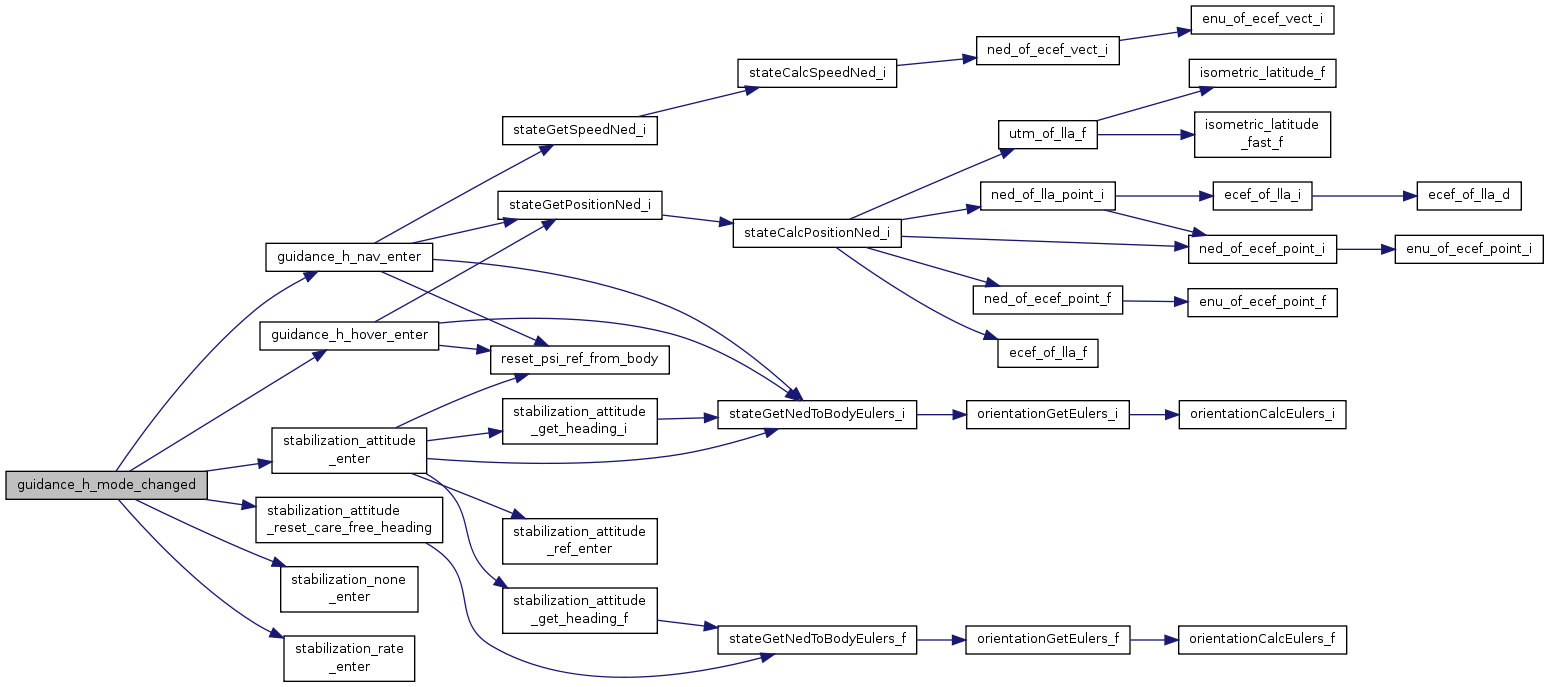 enu_of_ecef_vect_i
ned_of_ecef_vect_i
stateCalcSpeedNed_i
isometric_latitude_f
stateGetSpeedNed_i
utm_of_lla_f
isometric_latitude
_fast_f
ned_of_lla_point_i
ecef_of_lla_i
ecef_of_lla_d
stateGetPositionNed_i
stateCalcPositionNed_i
ned_of_ecef_point_i
enu_of_ecef_point_i
guidance_h_nav_enter
ned_of_ecef_point_f
enu_of_ecef_point_f
guidance_h_hover_enter
ecef_of_lla_f
reset_psi_ref_from_body
stabilization_attitude
_get_heading_i
stateGetNedToBodyEulers_i
orientationGetEulers_i
orientationCalcEulers_i
stabilization_attitude
_enter
guidance_h_mode_changed
stabilization_attitude
_reset_care_free_heading
stabilization_attitude
_ref_enter
stabilization_none
_enter
stabilization_attitude
_get_heading_f
stateGetNedToBodyEulers_f
orientationGetEulers_f
orientationCalcEulers_f
stabilization_rate
_enter